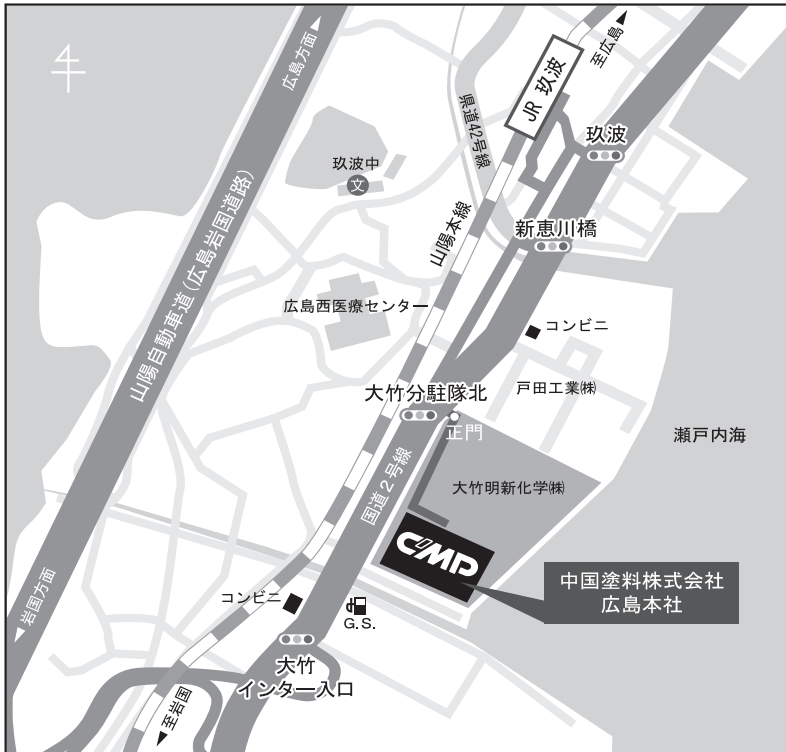 至広島
広島方面
JR 玖波
県道42号線
玖波
玖波中
文
山陽自動車道(広島岩国道路)
山陽本線
新恵川橋
広島西医療センター
コンビニ
大竹分駐隊北
戸田工業㈱
正門
瀬戸内海
国道2号線
大竹明新化学㈱
CMP
中国塗料株式会社
広島本社
岩国方面
コンビニ
G.S.
大竹
インター入口
至岩国